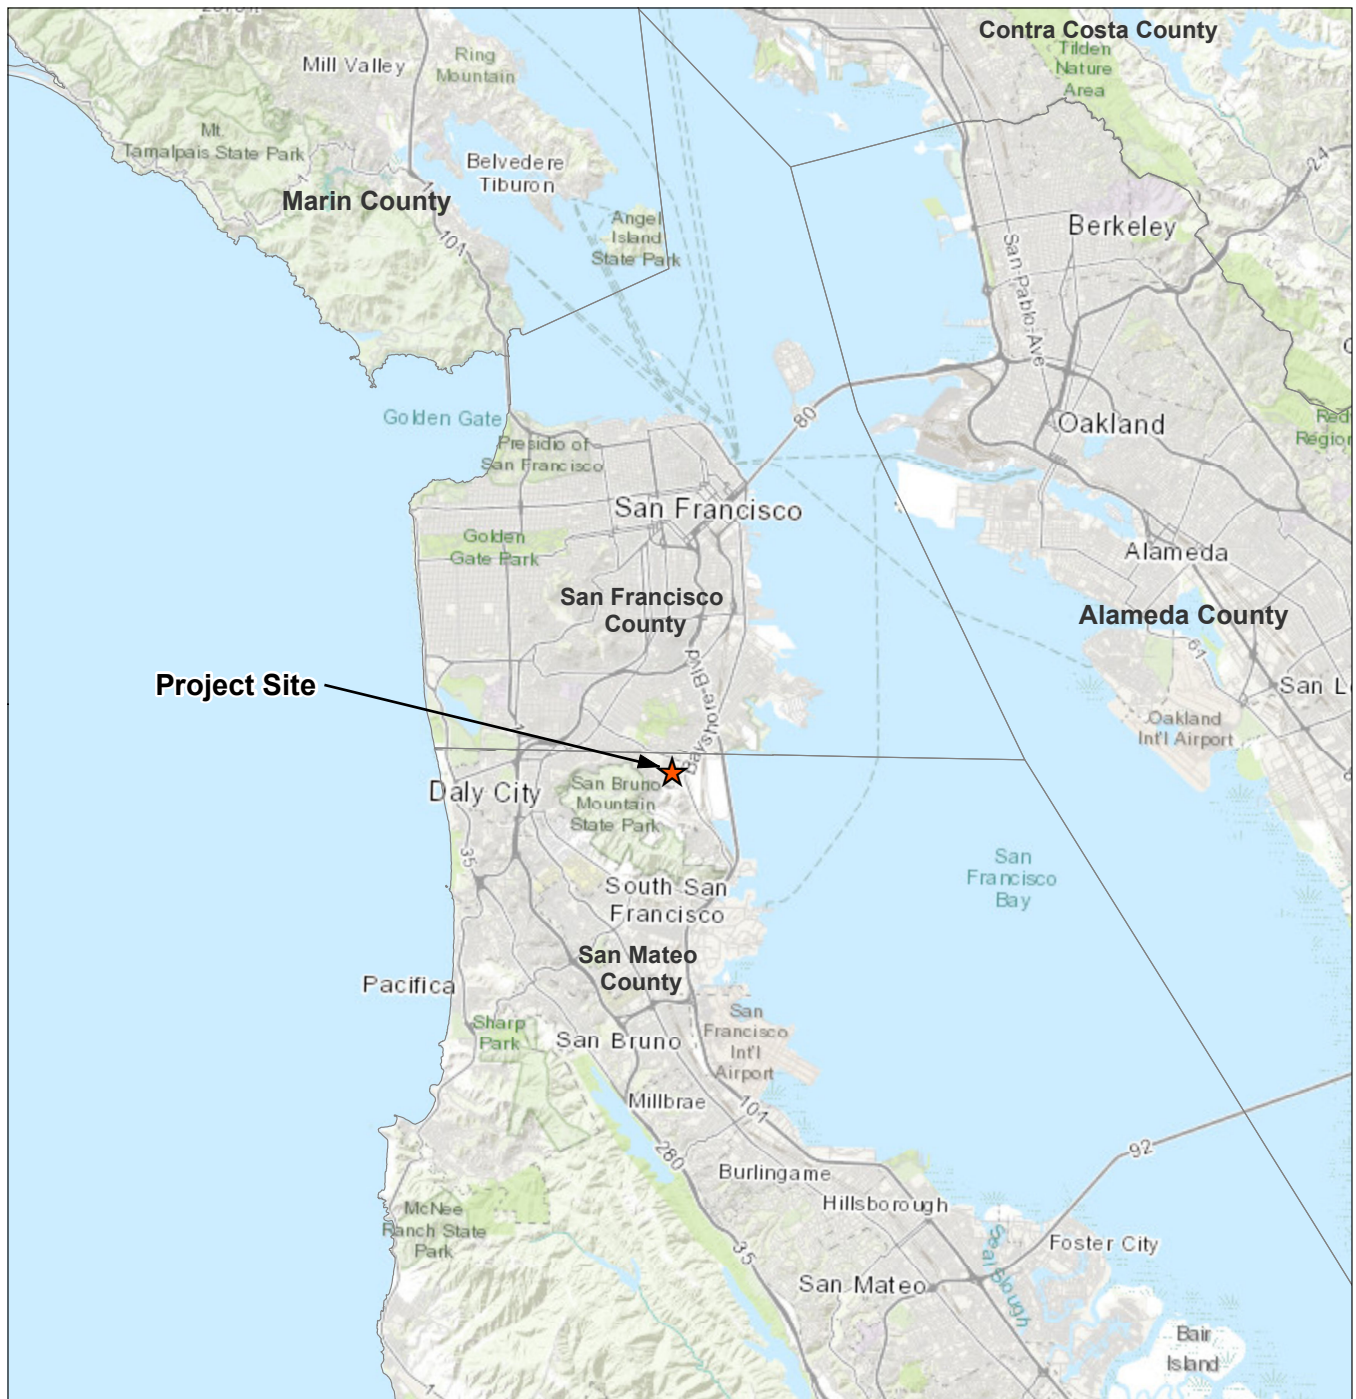 Contra Costa County
Mill Valley
Ring
Mountain
Tilden
Nature
Area
Mt.
Tamalpais State Park
Belvedere
Tiburon
24
Marin County
1
101
Angel
Island
State Park
Berkeley
San Pablo Ave
Golden Gate
80
Oakland
Presidio of
San Francisco
San Francisco
Golden
Gate Park
Alameda
San Francisco
County
Alameda County
61
Bayshore Blvd
Project Site
1
Oakland
Int'l Airport
Daly City
San Bruno
Mountain
State Park
35
San
Francisco
Bay
South San
Francisco
San Mateo
County
Pacifica
Sharp
Park
San Bruno
San
Francisco
Int'l
Airport
Millbrae
101
280
92
Burlingame
Hillsborough
McNee
Ranch State
Park
35
Seal Slough
Foster City
San Mateo
Bair
Island
1